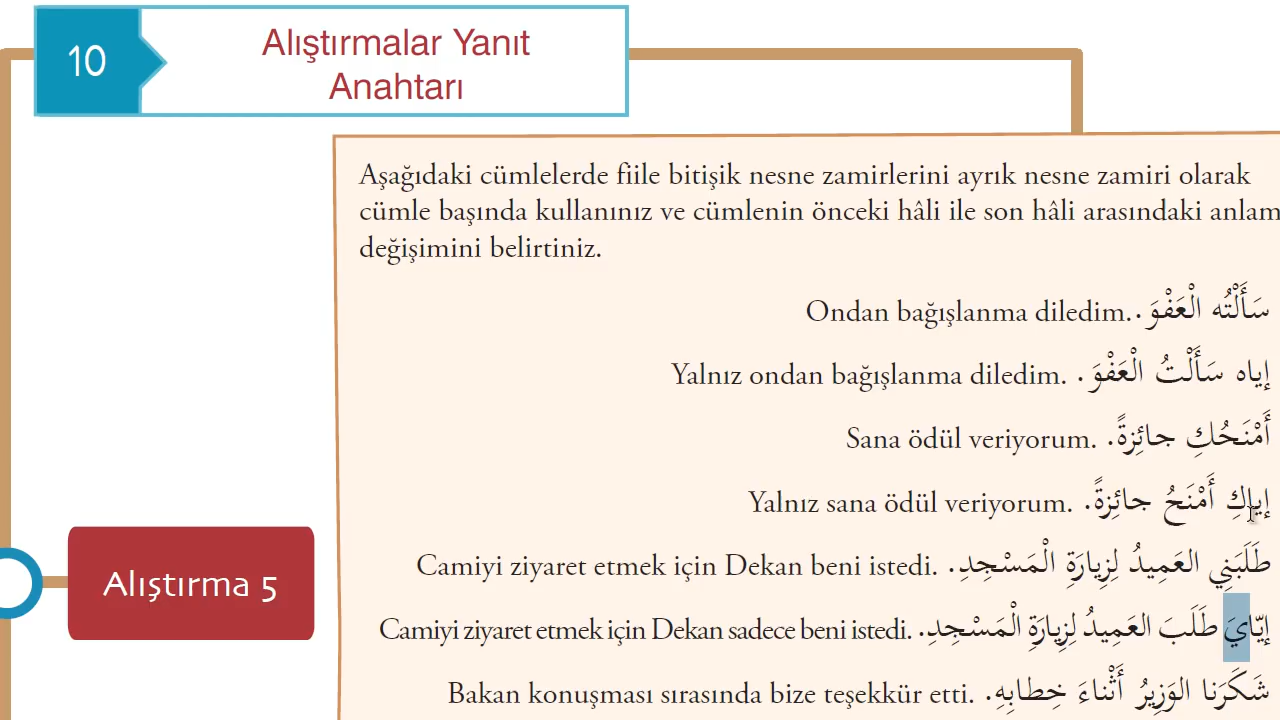 10
Alıştırmalar Yanıt
Anahtarı
Aşağıdaki cümlelerde fiile bitişik nesne zamirlerini ayrık nesne zamiri olarak
cümle başında kullanınız ve cümlenin önceki hâli ile son hâli arasındaki anlam
değişimini belirtiniz.
سَأَلْتُه الْعَفْوَ .Ondan bağışlanma diledim.
إياه سَأَلْتُ الْعَفْوَ . Yalnız ondan bağışlanma diledim.
أَمْنَحُكِ جائِزةً. Sana ödül veriyorum.
إياكِ أَمْنَحُ جائِزةً. Yalnız sana ödül veriyorum.
طَلَبَنِي العَمِيدُ لِزِيارَةِ الْمَسْجِدِ. Camiyi ziyaret etmek için Dekan beni istedi.
Alıştırma 5
إيّايَ طَلَبَ العَمِيدُ لِزِيارَةِ الْمَسْجِدِ. Camiyi ziyaret etmek için Dekan sadece beni istedi.
شَكَرَنا الوَزِيرُ أَثْناءَ خِطابِهِ. Bakan konuşması sırasında bize teşekkür etti.